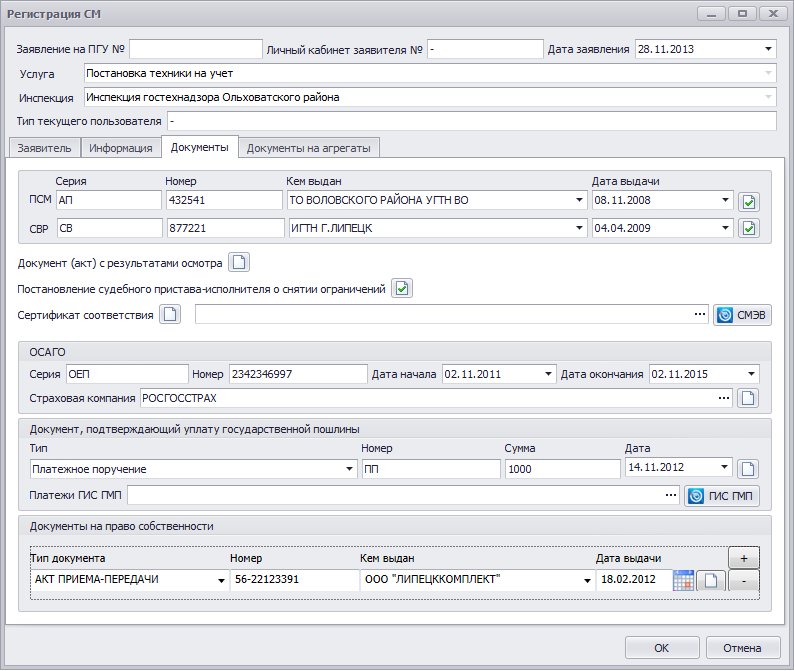 Регистрация СМ
Заявление на ПГУ № Личный кабинет заявителя № - Дата заявления 28.11.2013
Услуга Постановка техники на учет
Инспекция Инспекция гостехнадзора Ольховатского района
Тип текущего пользователя -
Заявитель Информация Документы Документы на агрегаты
Серия Номер Кем выдан Дата выдачи
ПСМ АП 432541 ТО ВОЛОВСКОГО РАЙОНА УГТН ВО 08.11.2008
СВР СВ 877221 ИГТН Г.ЛИПЕЦК 04.04.2009
Документ (акт) с результатами осмотра
Постановление судебного пристава-исполнителя о снятии ограничений
Сертификат соответствия ... СМЭВ
ОСАГО
Серия ОЕП Номер 2342346997 Дата начала 02.11.2011 Дата окончания 02.11.2015
Страховая компания РОСГОССТРАХ ...
Документ, подтверждающий уплату государственной пошлины
Тип Номер Сумма Дата
Платежное поручение ПП 1000 14.11.2012
Платежи ГИС ГМП ... ГИС ГМП
Документы на право собственности
Тип документа Номер Кем выдан Дата выдачи +
АКТ ПРИЕМА-ПЕРЕДАЧИ 56-22123391 ООО "ЛИПЕЦККОМПЛЕКТ" 18.02.2012 -
ОК Отмена